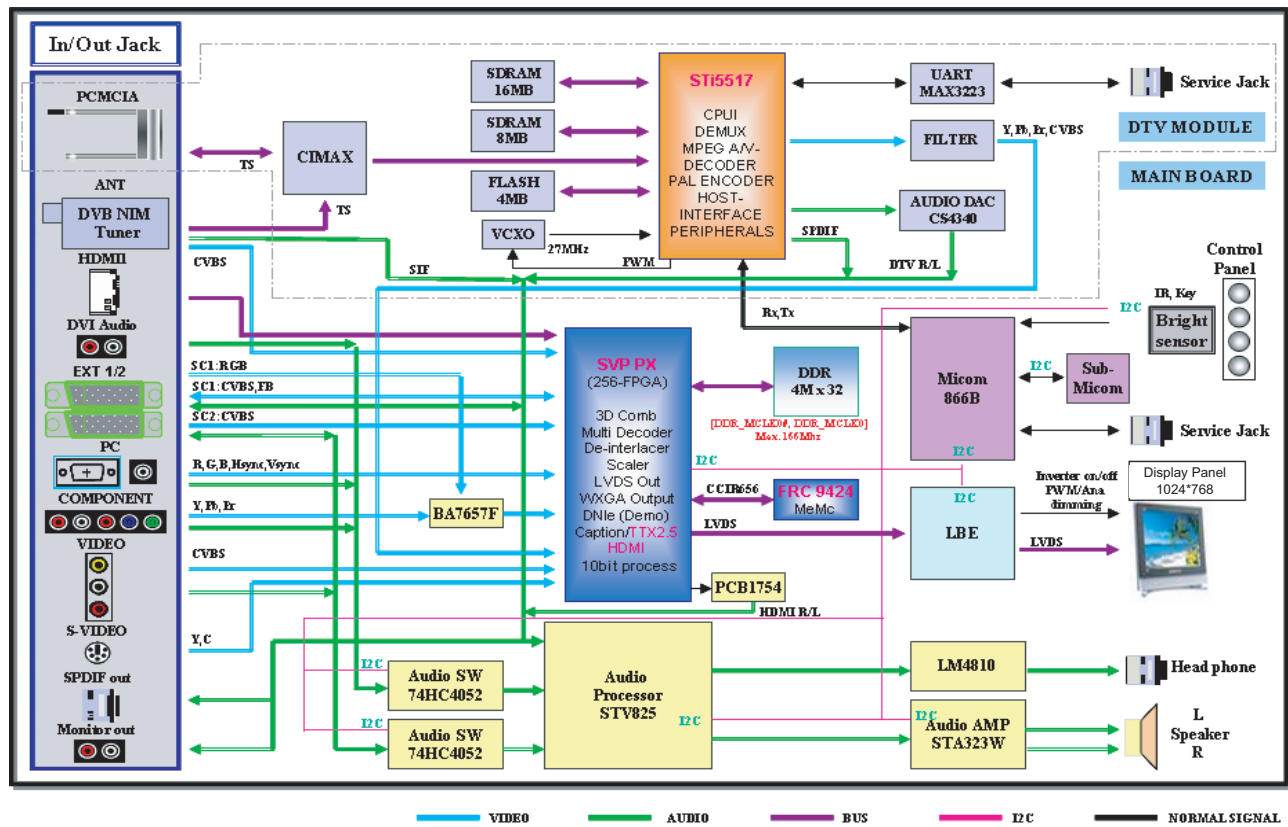 In/Out Jack
PCMCIA
ANT
DVB NIM
Tuner
HDMI1
DVI Audio
EXT 1/2
PC
COMPONENT
VIDEO
S-VIDEO
SPDIF out
Monitor out
TS
CIMAX
TS
CVBS
SIF
SC1:RGB
SC1:CVBS,FB
SC2:CVBS
R,G,B,Hsync,Vsync
Y, Pb, Pr
CVBS
Y, C
SDRAM
16MB
SDRAM
8MB
FLASH
4MB
VCXO
27MHz
PWM
STi5517
CPUI
DEMUX
MPEG A/V-
DECODER
PAL ENCODER
HOST-
INTERFACE
PERIPHERALS
UART
MAX3223
Service Jack
FILTER
Y, Pb, Pr, CVBS
DTV MODULE
MAIN BOARD
AUDIO DAC
CS4340
SPDIF
DTV R/L
Rx,Tx
Control
Panel
IR, Key
I2C
Bright
sensor
SVP PX
(256-FPGA)
3D Comb
Multi Decoder
De-interlacer
Scaler
LVDS Out
WXGA Output
DNIe (Demo)
Caption/TTX2.5
HDMI
10bit process
DDR
4M x 32
[DDR_MCLK0#, DDR_MCLK0]
Max.166Mhz
Micom
866B
I2C
Sub-
Micom
Service Jack
I2C
I2C
CCIR656
FRC 9424
MeMc
LVDS
LBE
Inverter on/off
PWM/Ana
dimming
LVDS
Display Panel
1024*768
BA7657F
PCB1754
HDMI R/L
I2C
Audio SW
74HC4052
I2C
Audio SW
74HC4052
Audio
Processor
STV825
I2C
LM4810
Head phone
I2C
Audio AMP
STA323W
L
Speaker
R
VIDEO
AUDIO
BUS
I2C
NORMAL SIGNAL